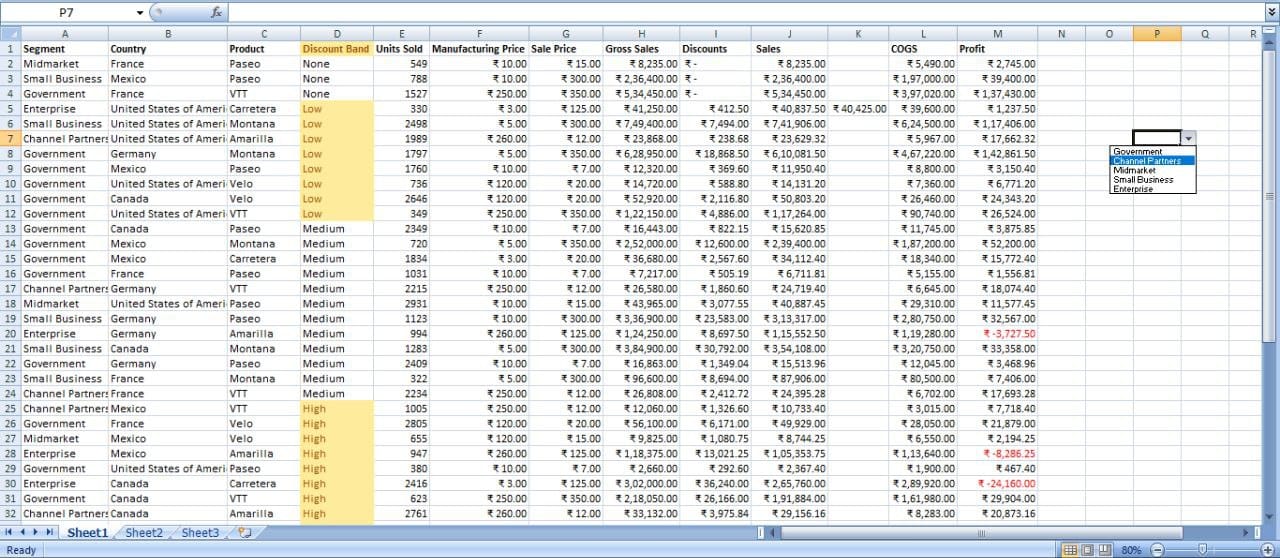 P7 fx
A B C D E F G H I J K L M N O P Q R
1 Segment Country Product Discount Band Units Sold Manufacturing Price Sale Price Gross Sales Discounts Sales COGS Profit
2 Midmarket France Paseo None 549 ₹ 10.00 ₹ 15.00 ₹ 8,235.00 ₹ - ₹ 8,235.00 ₹ 5,490.00 ₹ 2,745.00
3 Small Business Mexico Paseo None 788 ₹ 10.00 ₹ 300.00 ₹ 2,36,400.00 ₹ - ₹ 2,36,400.00 ₹ 1,97,000.00 ₹ 39,400.00
4 Government France VTT None 1527 ₹ 250.00 ₹ 350.00 ₹ 5,34,450.00 ₹ - ₹ 5,34,450.00 ₹ 3,97,020.00 ₹ 1,37,430.00
5 Enterprise United States of Ameri Carretera Low 330 ₹ 3.00 ₹ 125.00 ₹ 41,250.00 ₹ 412.50 ₹ 40,837.50 ₹ 40,425.00 ₹ 39,600.00 ₹ 1,237.50
6 Small Business United States of Ameri Montana Low 2498 ₹ 5.00 ₹ 300.00 ₹ 7,49,400.00 ₹ 7,494.00 ₹ 7,41,906.00 ₹ 6,24,500.00 ₹ 1,17,406.00
7 Channel Partners United States of Ameri Amarilla Low 1989 ₹ 260.00 ₹ 12.00 ₹ 23,868.00 ₹ 238.68 ₹ 23,629.32 ₹ 5,967.00 ₹ 17,662.32
8 Government Germany Montana Low 1797 ₹ 5.00 ₹ 350.00 ₹ 6,28,950.00 ₹ 18,868.50 ₹ 6,10,081.50 ₹ 4,67,220.00 ₹ 1,42,861.50 Government
9 Government Mexico Paseo Low 1760 ₹ 10.00 ₹ 7.00 ₹ 12,320.00 ₹ 369.60 ₹ 11,950.40 ₹ 8,800.00 ₹ 3,150.40 Channel Partners
Midmarket
10 Government United States of Ameri Velo Low 736 ₹ 120.00 ₹ 20.00 ₹ 14,720.00 ₹ 588.80 ₹ 14,131.20 ₹ 7,360.00 ₹ 6,771.20 Small Business
Enterprise
11 Government Canada Velo Low 2646 ₹ 120.00 ₹ 20.00 ₹ 52,920.00 ₹ 2,116.80 ₹ 50,803.20 ₹ 26,460.00 ₹ 24,343.20
12 Government United States of Ameri VTT Low 349 ₹ 250.00 ₹ 350.00 ₹ 1,22,150.00 ₹ 4,886.00 ₹ 1,17,264.00 ₹ 90,740.00 ₹ 26,524.00
13 Government Canada Paseo Medium 2349 ₹ 10.00 ₹ 7.00 ₹ 16,443.00 ₹ 822.15 ₹ 15,620.85 ₹ 11,745.00 ₹ 3,875.85
14 Government Mexico Montana Medium 720 ₹ 5.00 ₹ 350.00 ₹ 2,52,000.00 ₹ 12,600.00 ₹ 2,39,400.00 ₹ 1,87,200.00 ₹ 52,200.00
15 Government Mexico Carretera Medium 1834 ₹ 3.00 ₹ 20.00 ₹ 36,680.00 ₹ 2,567.60 ₹ 34,112.40 ₹ 18,340.00 ₹ 15,772.40
16 Government France Paseo Medium 1031 ₹ 10.00 ₹ 7.00 ₹ 7,217.00 ₹ 505.19 ₹ 6,711.81 ₹ 5,155.00 ₹ 1,556.81
17 Channel Partners Germany VTT Medium 2215 ₹ 250.00 ₹ 12.00 ₹ 26,580.00 ₹ 1,860.60 ₹ 24,719.40 ₹ 6,645.00 ₹ 18,074.40
18 Midmarket United States of Ameri Paseo Medium 2931 ₹ 10.00 ₹ 15.00 ₹ 43,965.00 ₹ 3,077.55 ₹ 40,887.45 ₹ 29,310.00 ₹ 11,577.45
19 Small Business Germany Paseo Medium 1123 ₹ 10.00 ₹ 300.00 ₹ 3,36,900.00 ₹ 23,583.00 ₹ 3,13,317.00 ₹ 2,80,750.00 ₹ 32,567.00
20 Enterprise Germany Amarilla Medium 994 ₹ 260.00 ₹ 125.00 ₹ 1,24,250.00 ₹ 8,697.50 ₹ 1,15,552.50 ₹ 1,19,280.00 ₹ -3,727.50
21 Small Business Canada Montana Medium 1283 ₹ 5.00 ₹ 300.00 ₹ 3,84,900.00 ₹ 30,792.00 ₹ 3,54,108.00 ₹ 3,20,750.00 ₹ 33,358.00
22 Government Germany Paseo Medium 2409 ₹ 10.00 ₹ 7.00 ₹ 16,863.00 ₹ 1,349.04 ₹ 15,513.96 ₹ 12,045.00 ₹ 3,468.96
23 Small Business France Montana Medium 322 ₹ 5.00 ₹ 300.00 ₹ 96,600.00 ₹ 8,694.00 ₹ 87,906.00 ₹ 80,500.00 ₹ 7,406.00
24 Channel Partners France VTT Medium 2234 ₹ 250.00 ₹ 12.00 ₹ 26,808.00 ₹ 2,412.72 ₹ 24,395.28 ₹ 6,702.00 ₹ 17,693.28
25 Channel Partners Mexico VTT High 1005 ₹ 250.00 ₹ 12.00 ₹ 12,060.00 ₹ 1,326.60 ₹ 10,733.40 ₹ 3,015.00 ₹ 7,718.40
26 Government France Velo High 2805 ₹ 120.00 ₹ 20.00 ₹ 56,100.00 ₹ 6,171.00 ₹ 49,929.00 ₹ 28,050.00 ₹ 21,879.00
27 Midmarket Mexico Velo High 655 ₹ 120.00 ₹ 15.00 ₹ 9,825.00 ₹ 1,080.75 ₹ 8,744.25 ₹ 6,550.00 ₹ 2,194.25
28 Enterprise Mexico Amarilla High 947 ₹ 260.00 ₹ 125.00 ₹ 1,18,375.00 ₹ 13,021.25 ₹ 1,05,353.75 ₹ 1,13,640.00 ₹ -8,286.25
29 Government United States of Ameri Paseo High 380 ₹ 10.00 ₹ 7.00 ₹ 2,660.00 ₹ 292.60 ₹ 2,367.40 ₹ 1,900.00 ₹ 467.40
30 Enterprise Canada Carretera High 2416 ₹ 3.00 ₹ 125.00 ₹ 3,02,000.00 ₹ 36,240.00 ₹ 2,65,760.00 ₹ 2,89,920.00 ₹ -24,160.00
31 Government Canada VTT High 623 ₹ 250.00 ₹ 350.00 ₹ 2,18,050.00 ₹ 26,166.00 ₹ 1,91,884.00 ₹ 1,61,980.00 ₹ 29,904.00
32 Channel Partners Canada Amarilla High 2761 ₹ 260.00 ₹ 12.00 ₹ 33,132.00 ₹ 3,975.84 ₹ 29,156.16 ₹ 8,283.00 ₹ 20,873.16
Sheet1 Sheet2 Sheet3
Ready 80%